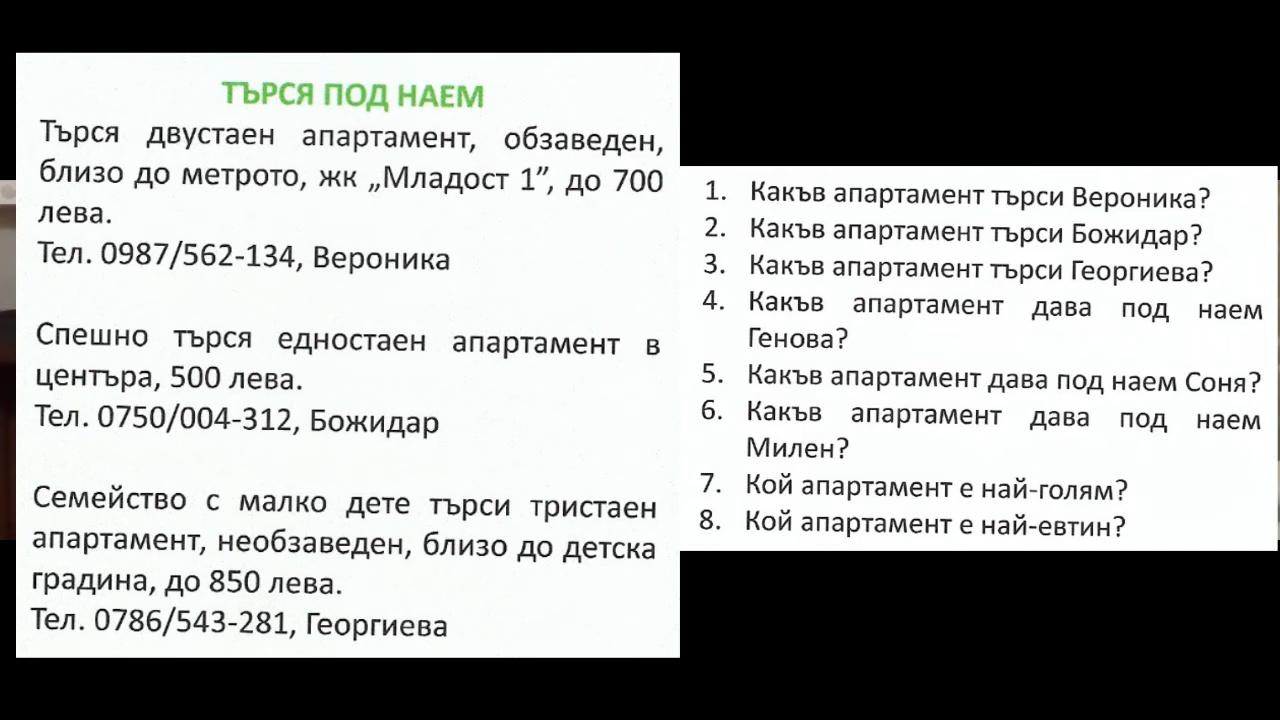 ТЪРСЯ ПОД НАЕМ
Търся двустаен апартамент, обзаведен,
близо до метрото, жк „Младост 1”, до 700
лева.
Тел. 0987/562-134, Вероника
Спешно търся едностаен апартамент в
центъра, 500 лева.
Тел. 0750/004-312, Божидар
Семейство с малко дете търси тристаен
апартамент, необзаведен, близо до детска
градина, до 850 лева.
Тел. 0786/543-281, Георгиева
1. Какъв апартамент търси Вероника?
2. Какъв апартамент търси Божидар?
3. Какъв апартамент търси Георгиева?
4. Какъв апартамент дава под наем
Генова?
5. Какъв апартамент дава под наем Соня?
6. Какъв апартамент дава под наем
Милен?
7. Кой апартамент е най-голям?
8. Кой апартамент е най-евтин?